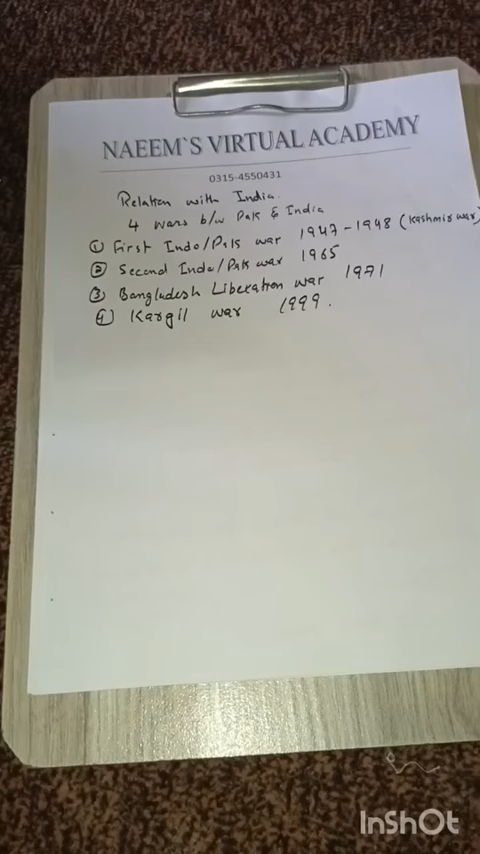 NAEEM`S VIRTUAL ACADEMY
0315-4550431
Relation with India.
4 wars b/w Pak & India
① First Indo/Pak war 1947-1948 (Kashmir war)
② Second Indo/Pak war 1965
③ Bangladesh Liberation war 1971
④ Kargil war 1999.
InShOt